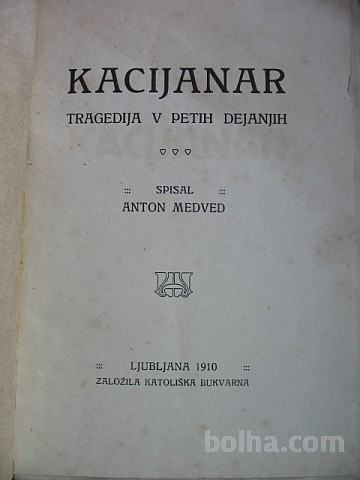 KACIJANAR
TRAGEDIJA V PETIH DEJANJIH
SPISAL
ANTON MEDVED
LJUBLJANA 1910
ZALOŽILA KATOLIŠKA BUKVARNA
bolha.com